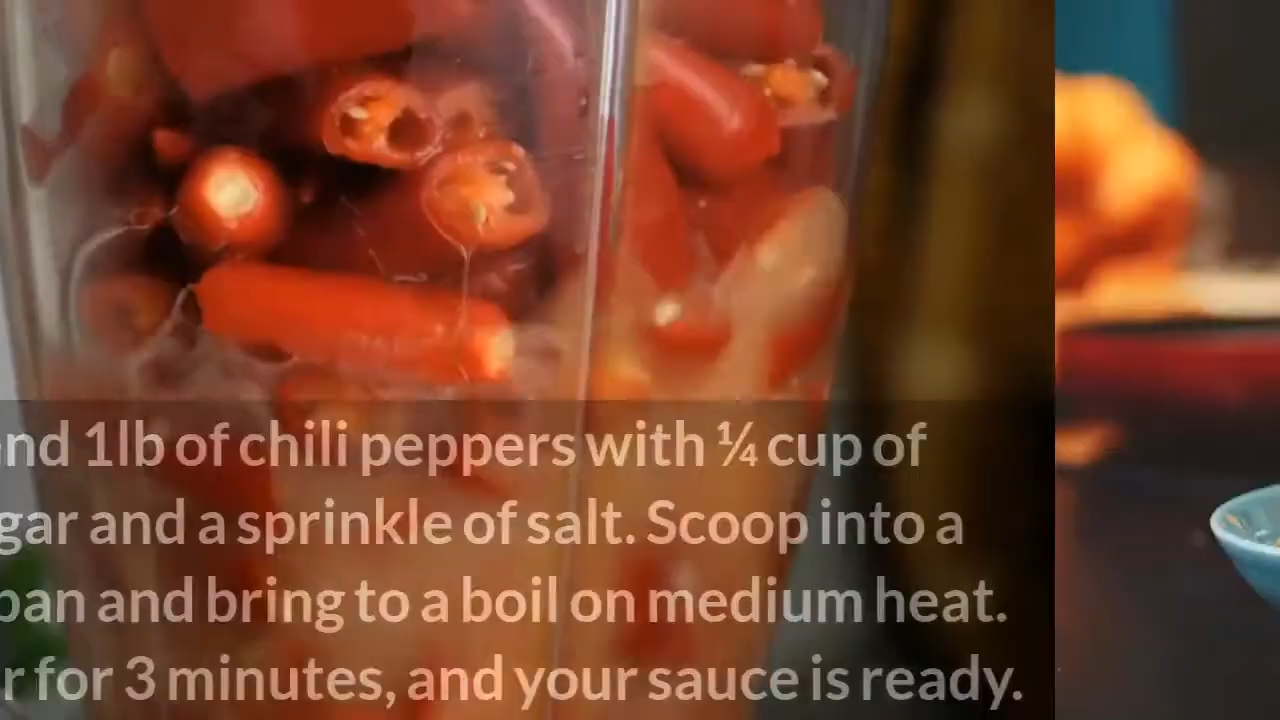 nd 1lb of chili peppers with ¼ cup of
gar and a sprinkle of salt. Scoop into a
pan and bring to a boil on medium heat.
r for 3 minutes, and your sauce is ready.